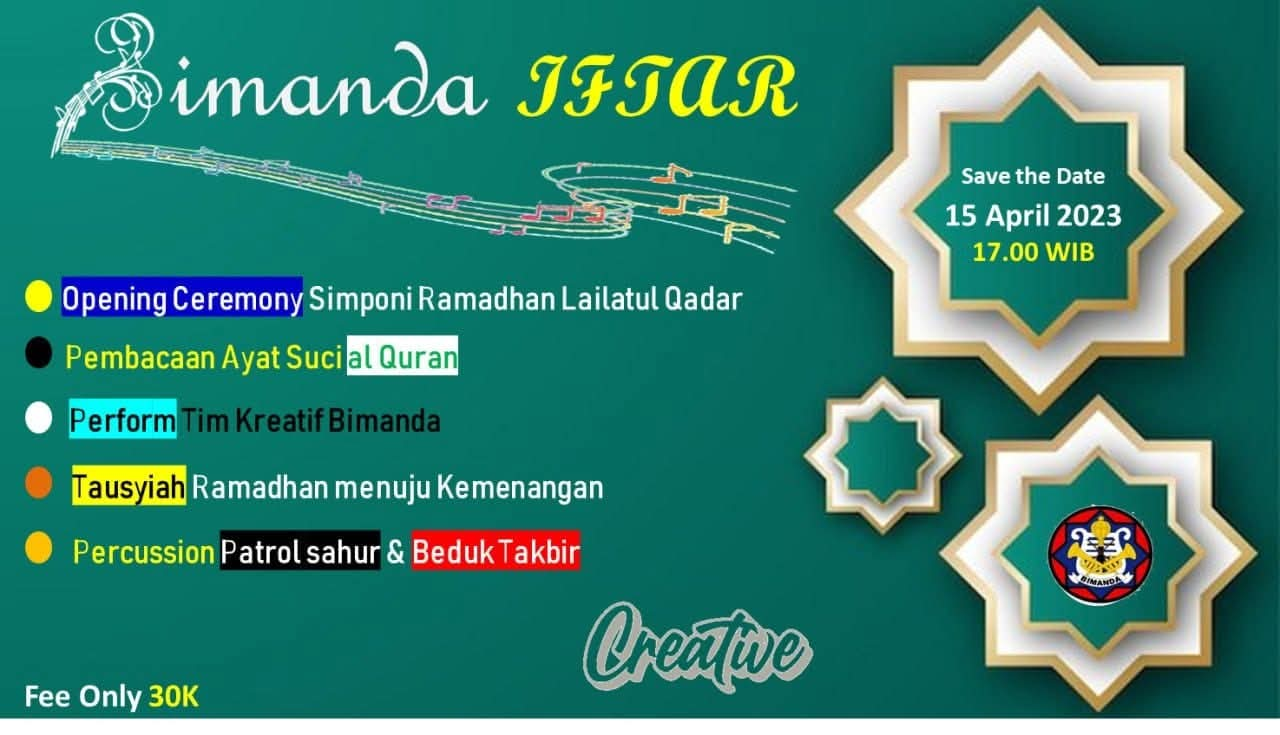 Bimanda IFTAR
Save the Date
15 April 2023
17.00 WIB
Opening Ceremony Simponi Ramadhan Lailatul Qadar
Pembacaan Ayat Suci al Quran
Perform Tim Kreatif Bimanda
Tausyiah Ramadhan menuju Kemenangan
Percussion Patrol sahur & Beduk Takbir
BIMANDA
Creative
Fee Only 30K